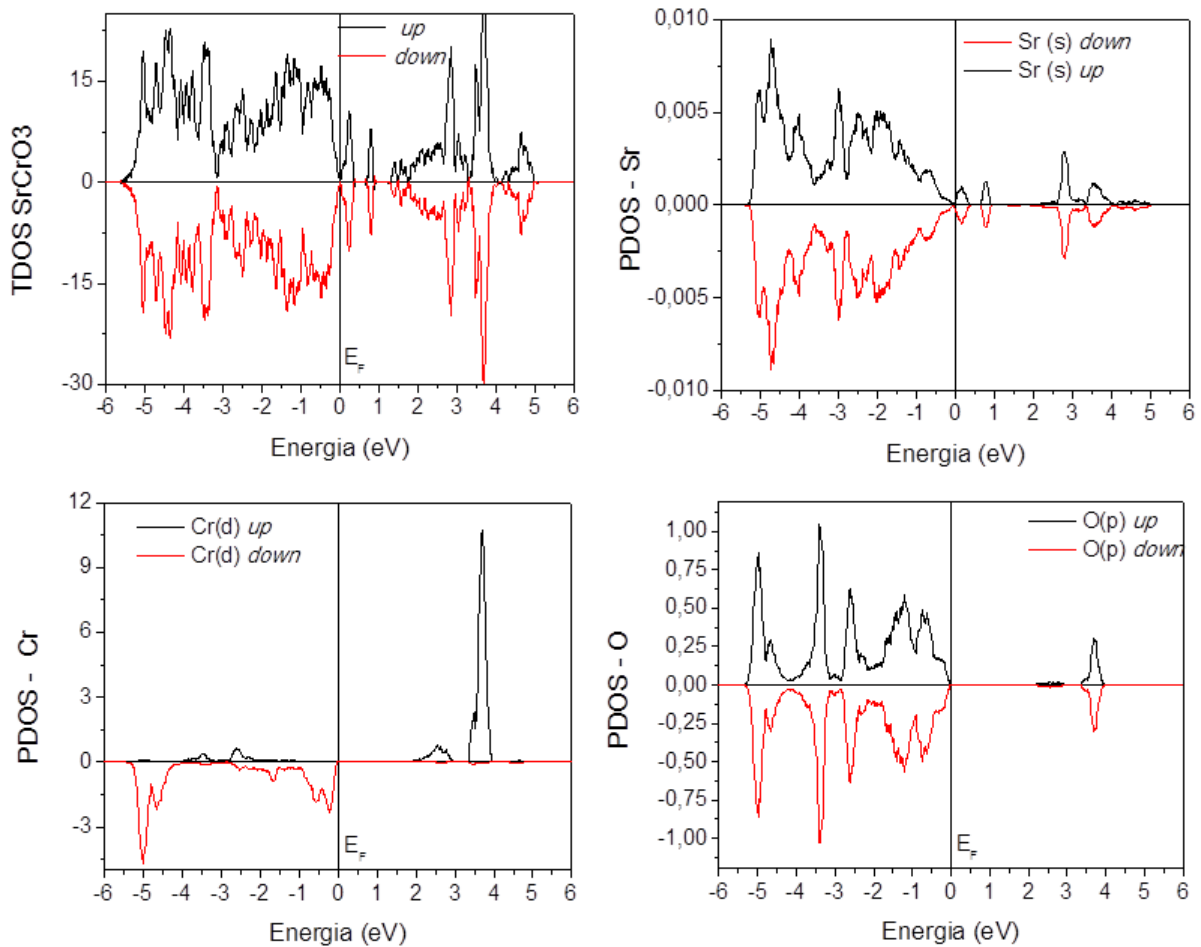 TDOS SrCrO3
15
0
-15
-30
up
down
E_F
-6 -5 -4 -3 -2 -1 0 1 2 3 4 5 6
Energia (eV)
PDOS - Sr
0,010
0,005
0,000
-0,005
-0,010
Sr (s) down
Sr (s) up
-6 -5 -4 -3 -2 -1 0 1 2 3 4 5 6
Energia (eV)
PDOS - Cr
12
9
6
3
0
-3
Cr(d) up
Cr(d) down
E_F
-6 -5 -4 -3 -2 -1 0 1 2 3 4 5 6
Energia (eV)
PDOS - O
1,00
0,75
0,50
0,25
0,00
-0,25
-0,50
-0,75
-1,00
O(p) up
O(p) down
E_F
-6 -5 -4 -3 -2 -1 0 1 2 3 4 5 6
Energia (eV)